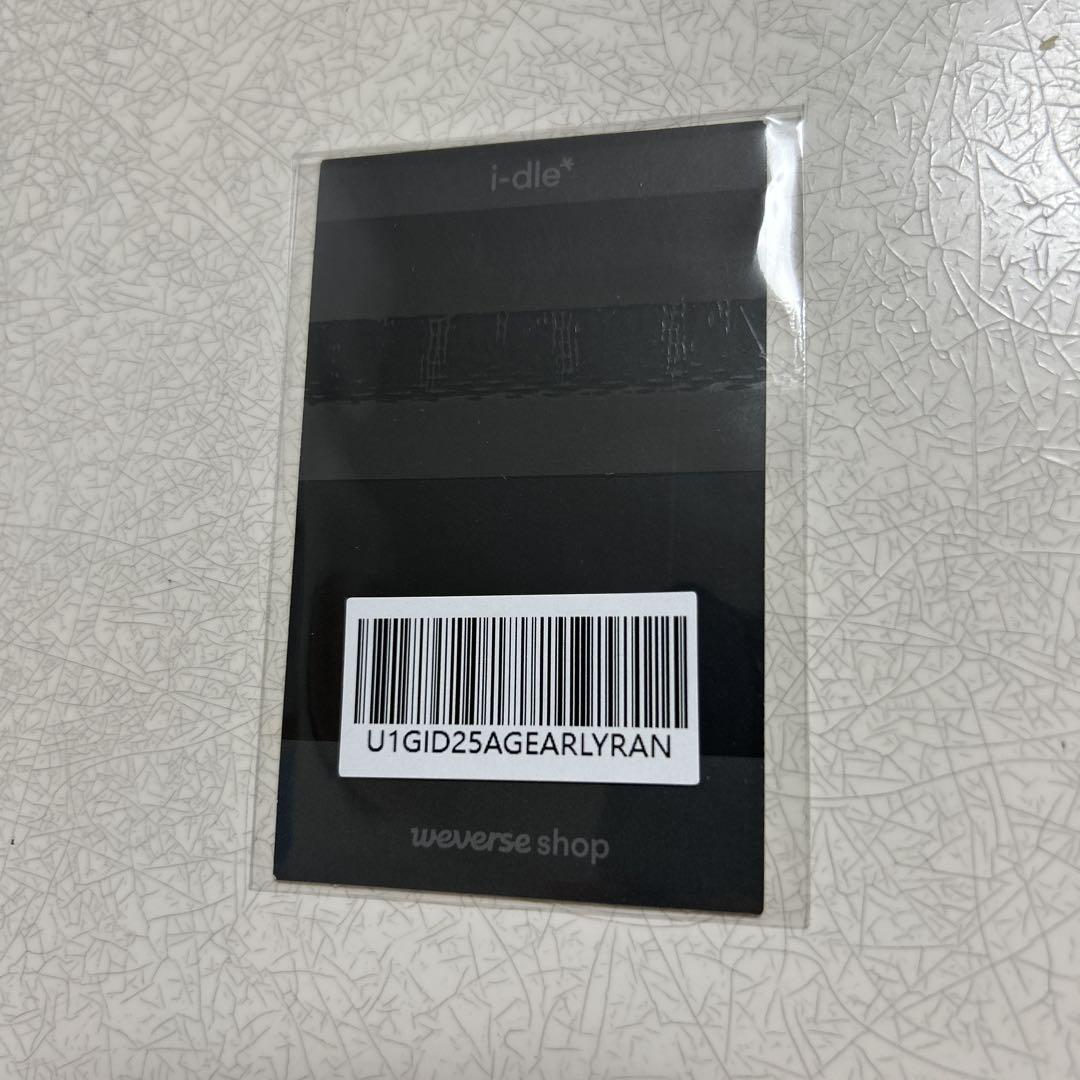 i-dle*
U1GID25AGEARLYRAN
weverse shop